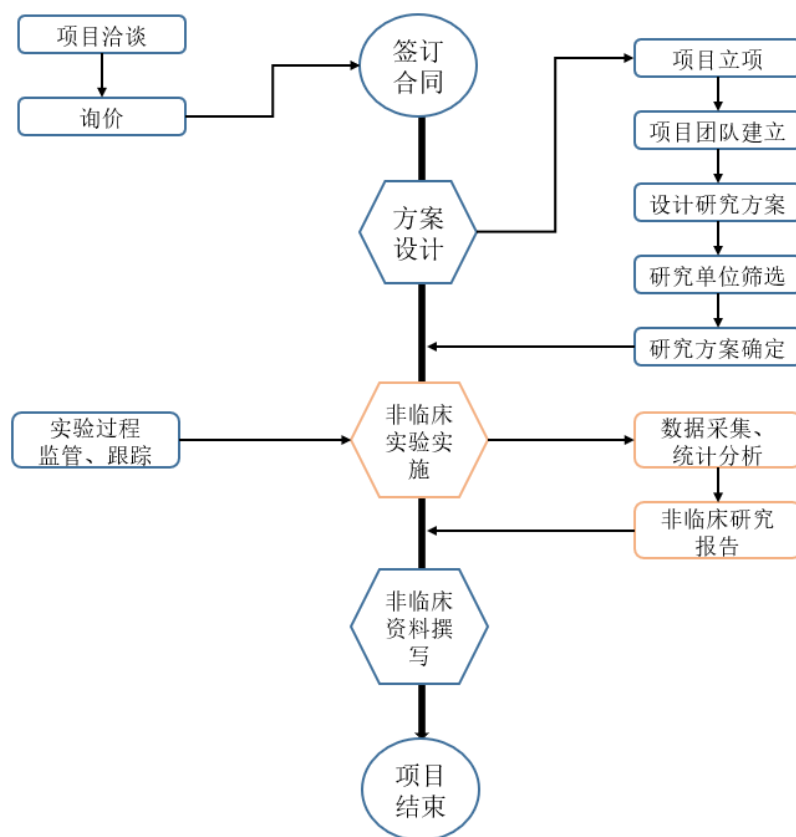 项目洽谈
询价
签订
合同
方案
设计
项目立项
项目团队建立
设计研究方案
研究单位筛选
研究方案确定
实验过程
监管、跟踪
非临床
实验实
施
数据采集、
统计分析
非临床研究
报告
非临床
资料撰
写
项目
结束